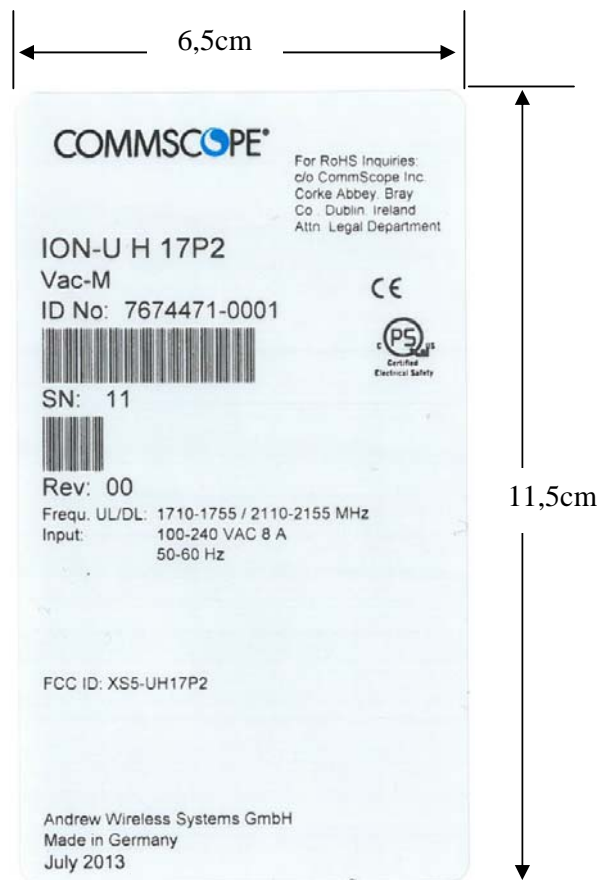 6,5cm
COMMSCOPE®
For RoHS Inquiries:
c/o CommScope Inc.
Corke Abbey. Bray
Co . Dublin. Ireland
Attn. Legal Department
ION-U H 17P2
Vac-M
ID No: 7674471-0001
CE
c PS us
Certified
Electrical Safety
SN: 11
Rev: 00
11,5cm
Frequ. UL/DL: 1710-1755 / 2110-2155 MHz
Input: 100-240 VAC 8 A
50-60 Hz
FCC ID: XS5-UH17P2
Andrew Wireless Systems GmbH
Made in Germany
July 2013